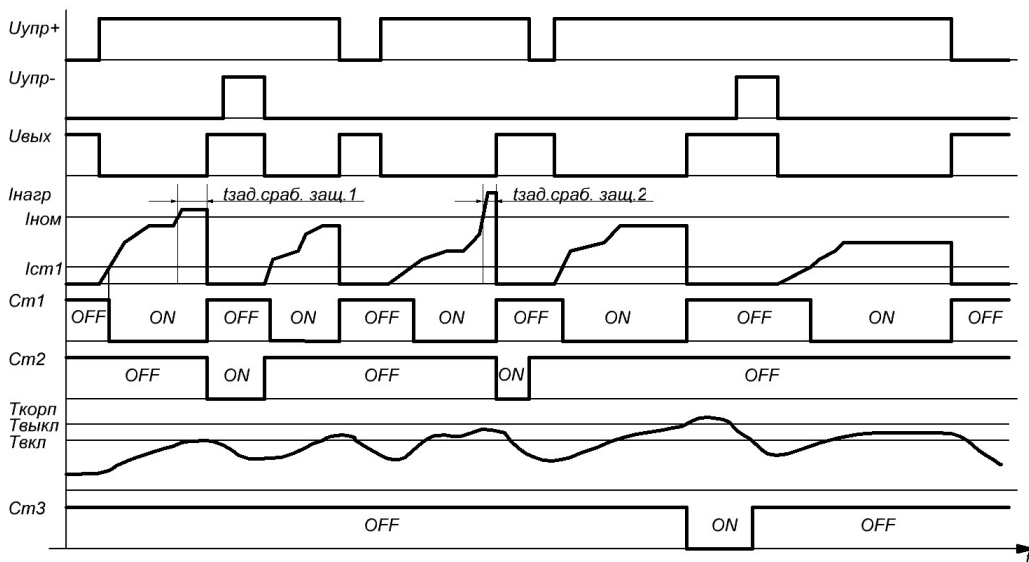 Uупр+
Uупр-
Uвых
Iнагр
tзад.сраб. защ.1
tзад.сраб. защ.2
Iном
Iст1
Ст1
OFF ON OFF ON OFF ON OFF ON OFF ON OFF
Ст2
OFF ON OFF ON OFF
Tкорп
Tвыкл
Tвкл
Ст3
OFF ON OFF
t